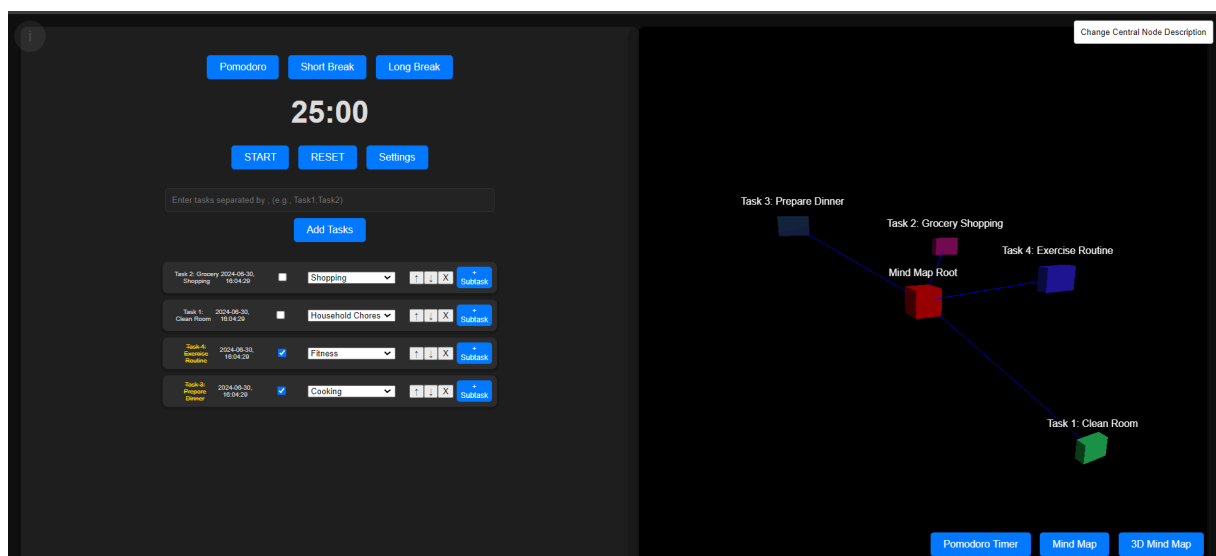 i
Change Central Node Description
Pomodoro Short Break Long Break
25:00
START RESET Settings
Enter tasks separated by ; (e.g., Task1;Task2)
Add Tasks
Task 2: Grocery Shopping 2024-06-30, 16:04:29 Shopping ↑ ↓ X + Subtask
Task 1: Clean Room 2024-06-30, 16:04:29 Household Chores ↑ ↓ X + Subtask
Task 4: Exercise Routine 2024-06-30, 16:04:29 Fitness ↑ ↓ X + Subtask
Task 3: Prepare Dinner 2024-06-30, 16:04:29 Cooking ↑ ↓ X + Subtask
Task 3: Prepare Dinner
Task 2: Grocery Shopping
Task 4: Exercise Routine
Mind Map Root
Task 1: Clean Room
Pomodoro Timer Mind Map 3D Mind Map